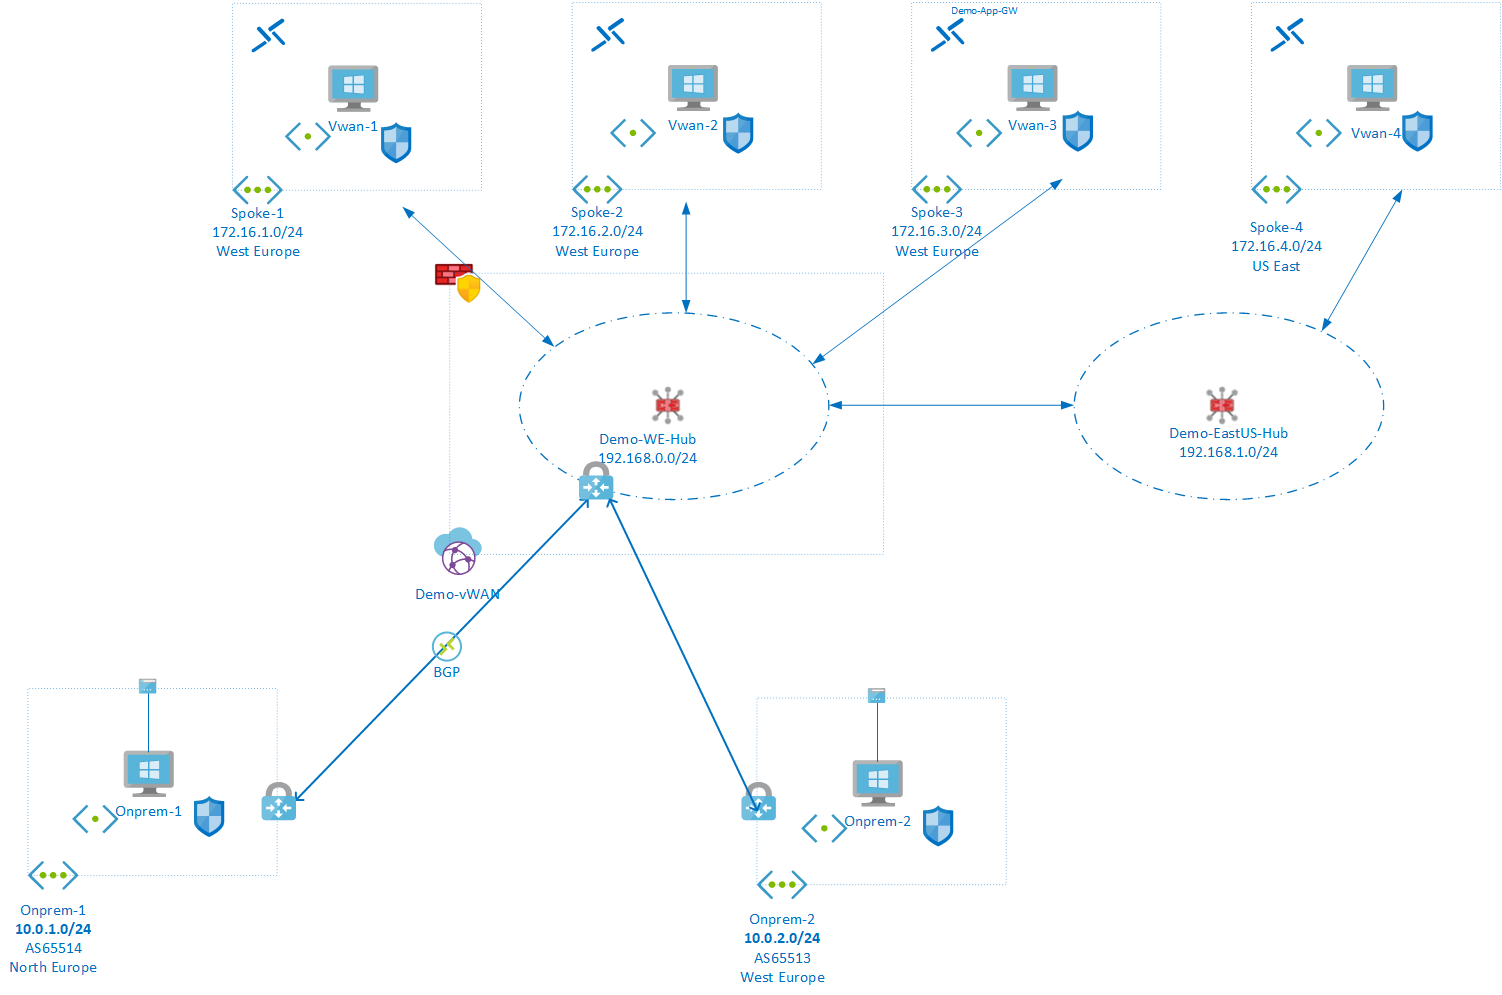 Demo-App-GW
Vwan-1
Vwan-2
Vwan-3
Vwan-4
Spoke-1
172.16.1.0/24
West Europe
Spoke-2
172.16.2.0/24
West Europe
Spoke-3
172.16.3.0/24
West Europe
Spoke-4
172.16.4.0/24
US East
Demo-WE-Hub
192.168.0.0/24
Demo-EastUS-Hub
192.168.1.0/24
Demo-vWAN
BGP
Onprem-1
Onprem-2
Onprem-1
10.0.1.0/24
AS65514
North Europe
Onprem-2
10.0.2.0/24
AS65513
West Europe